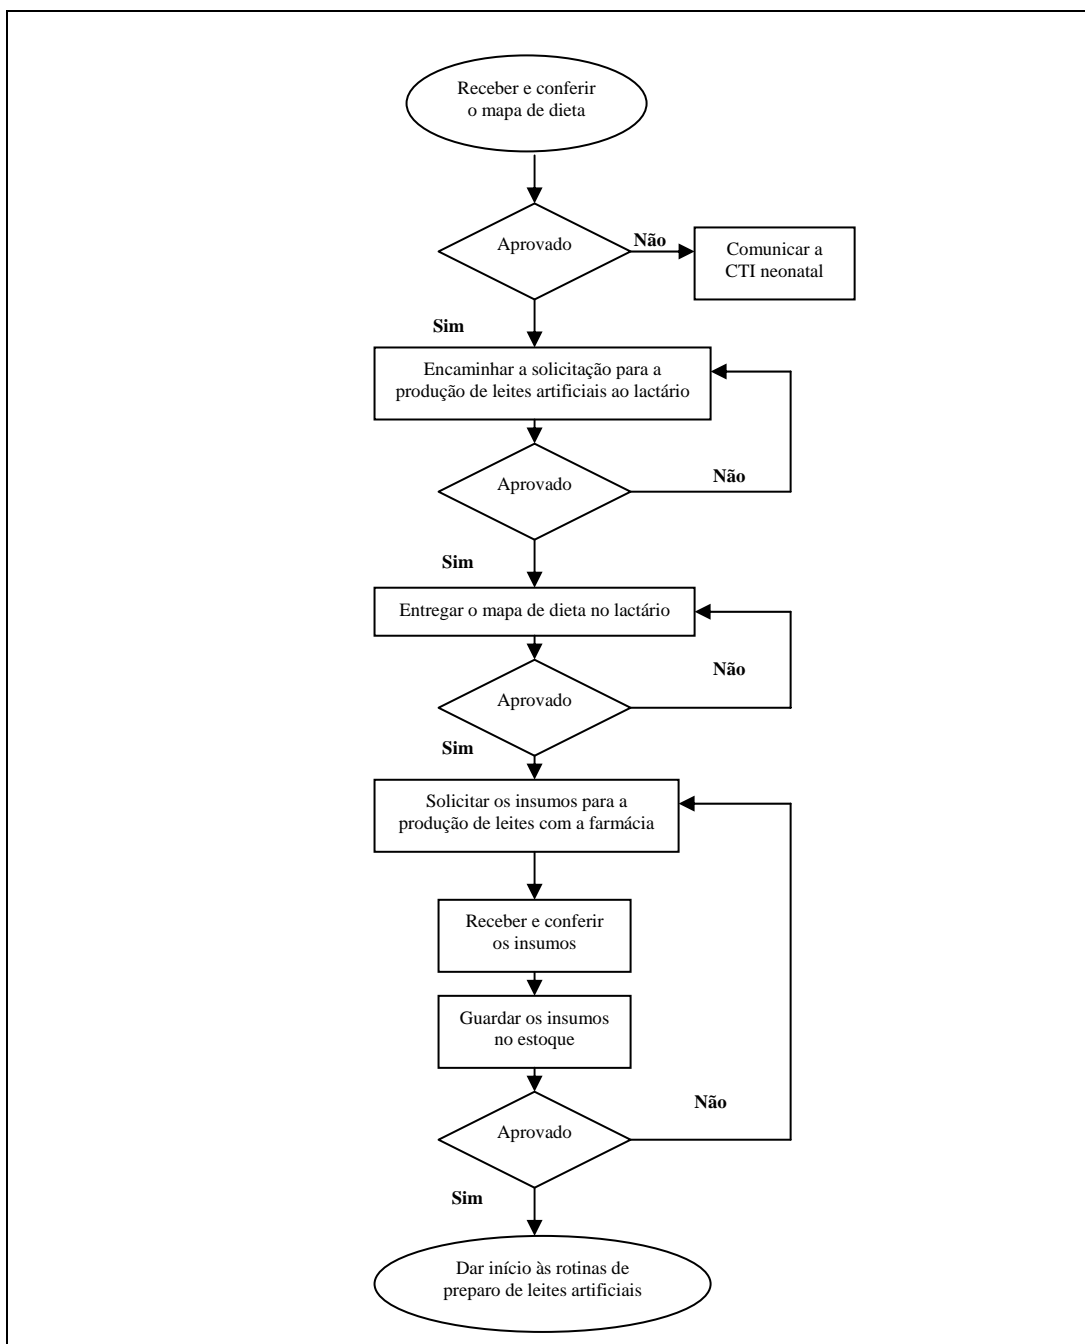 Receber e conferir
o mapa de dieta
Aprovado
Não
Comunicar a
CTI neonatal
Sim
Encaminhar a solicitação para a
produção de leites artificiais ao lactário
Aprovado
Não
Sim
Entregar o mapa de dieta no lactário
Não
Aprovado
Sim
Solicitar os insumos para a
produção de leites com a farmácia
Receber e conferir
os insumos
Guardar os insumos
no estoque
Não
Aprovado
Sim
Dar início às rotinas de
preparo de leites artificiais